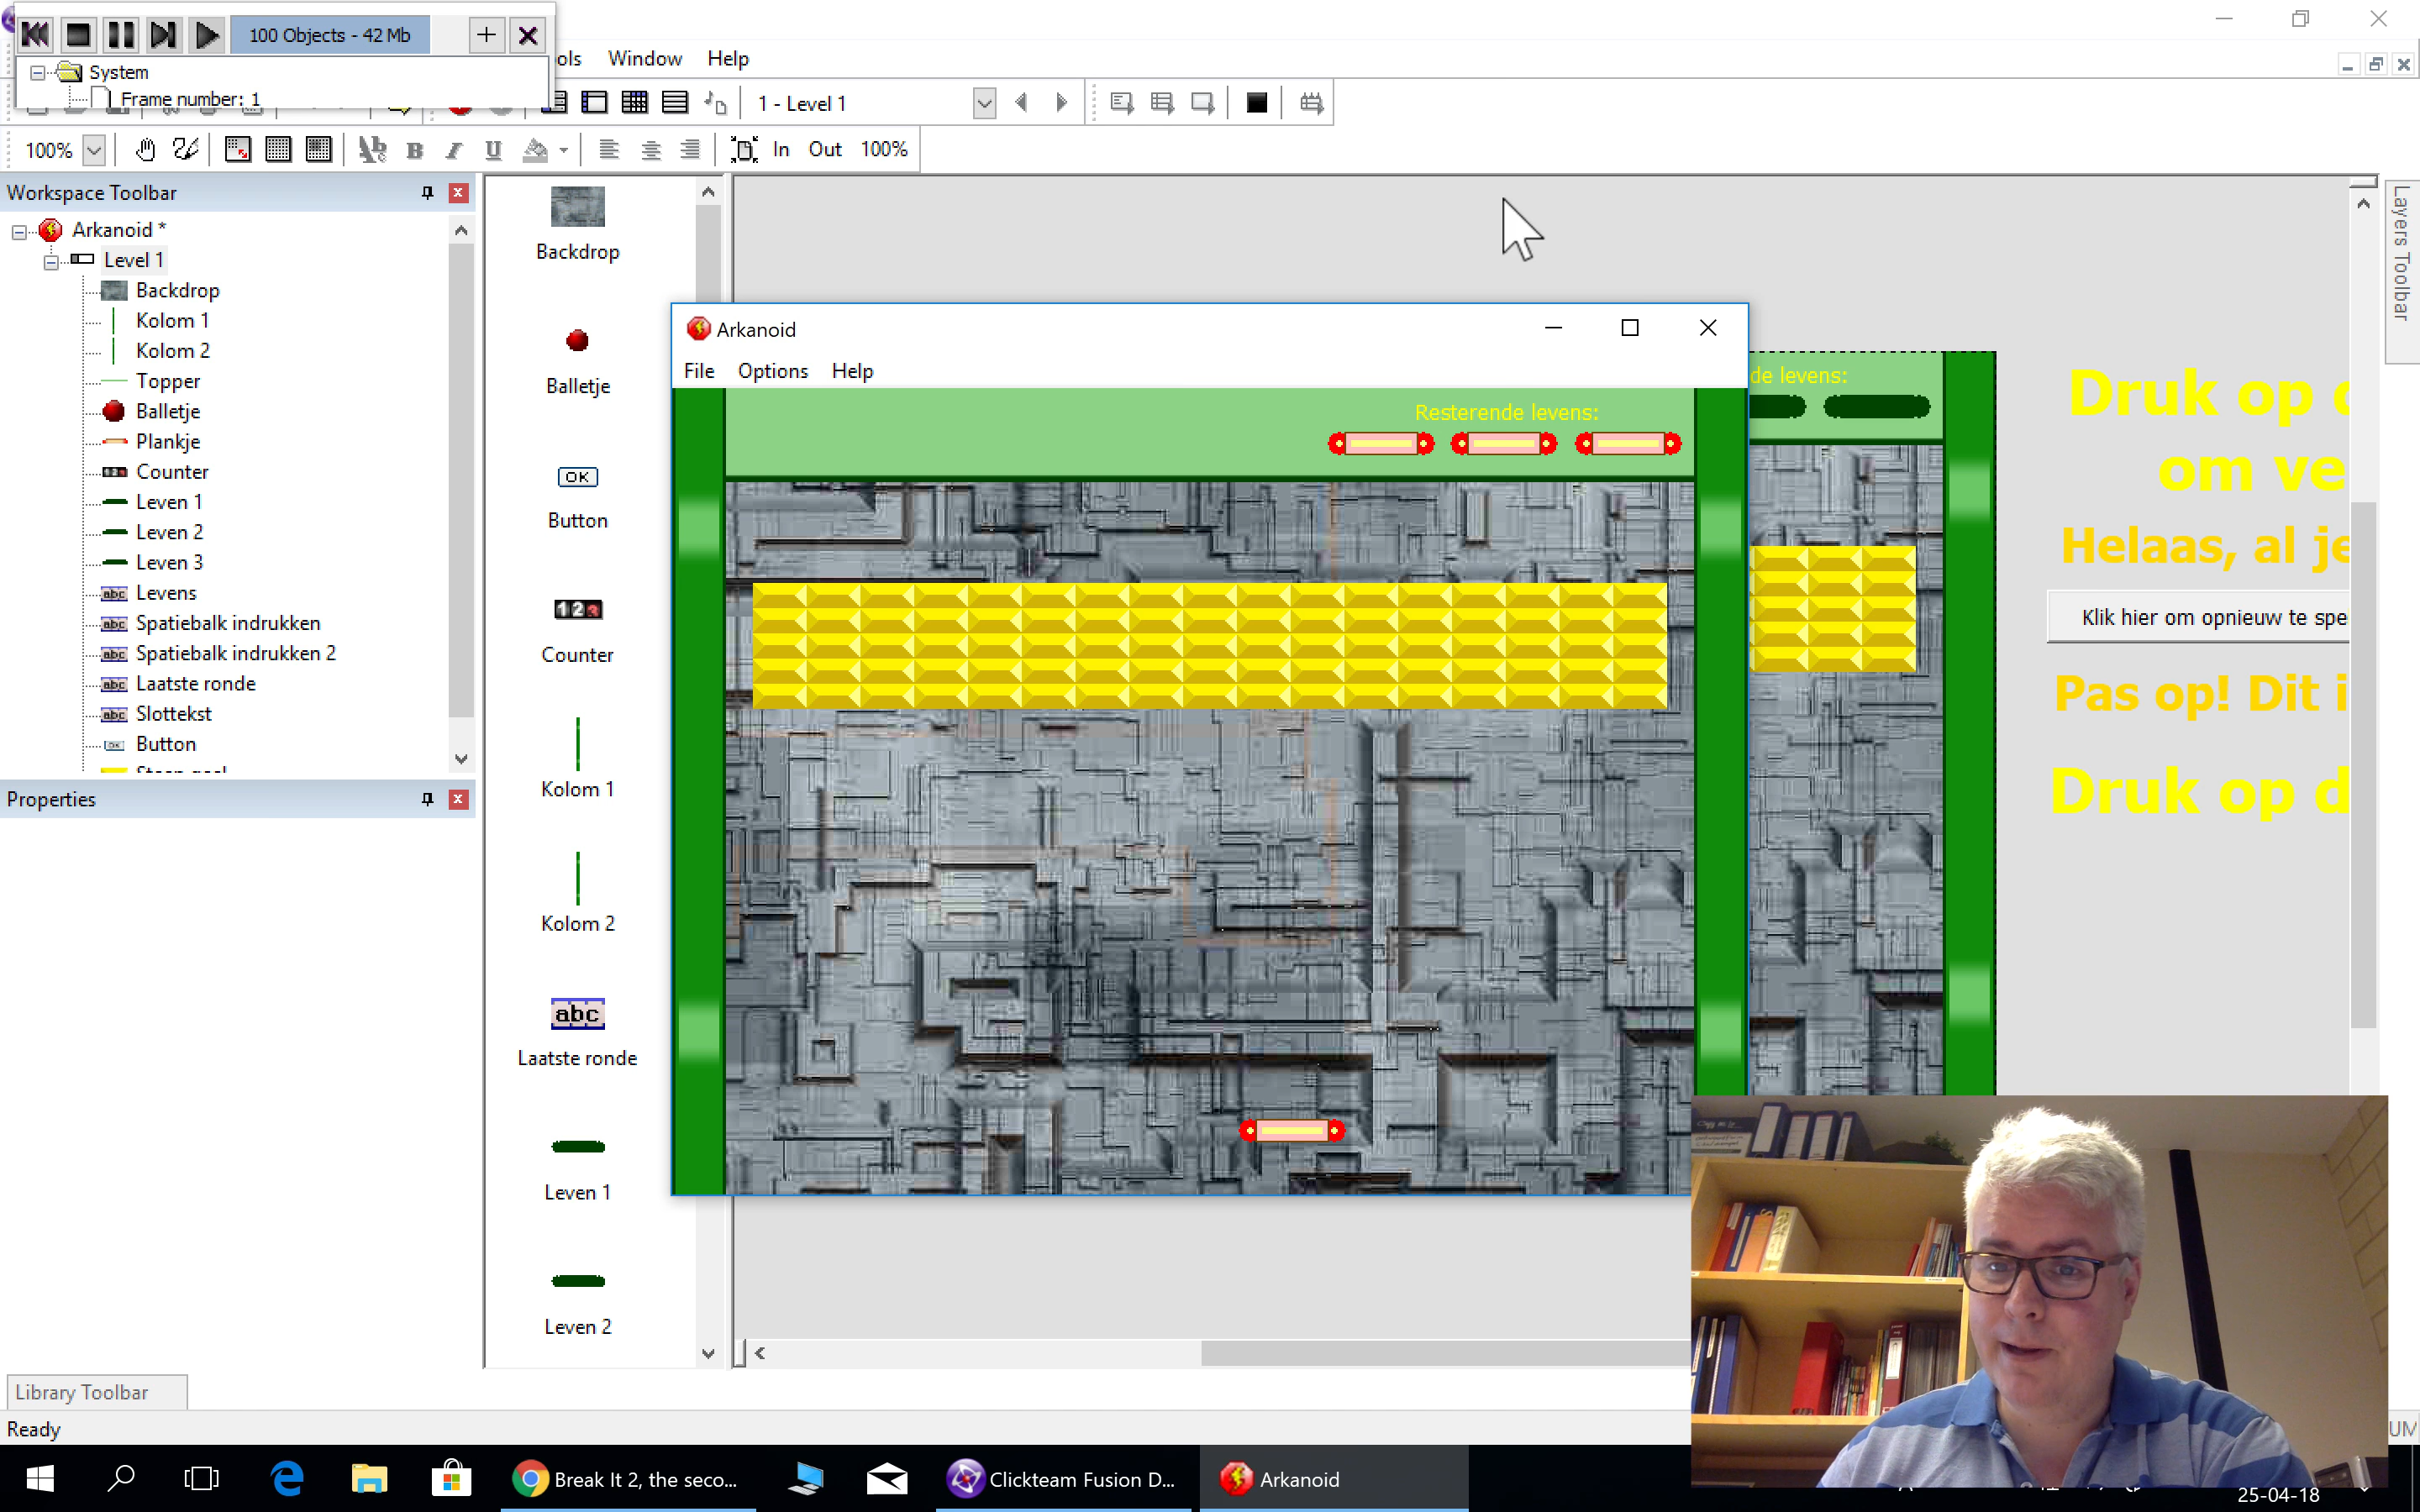 100 Objects - 42 Mb
System
Frame number: 1
ols Window Help
1 - Level 1
100%
In Out 100%
Workspace Toolbar
Arkanoid *
Level 1
Backdrop
Kolom 1
Kolom 2
Topper
Balletje
Plankje
Counter
Leven 1
Leven 2
Leven 3
Levens
Spatiebalk indrukken
Spatiebalk indrukken 2
Laatste ronde
Slottekst
Button
Properties
Library Toolbar
Ready
Backdrop
Balletje
OK
Button
123
Counter
Kolom 1
Kolom 2
abc
Laatste ronde
Leven 1
Leven 2
Arkanoid
File Options Help
Resterende levens:
de levens:
Druk op
om ve
Helaas, al je
Klik hier om opnieuw te spe
Pas op! Dit i
Druk op d
Layers Toolbar
UM
Break It 2, the seco...
Clickteam Fusion D...
Arkanoid
25-04-18